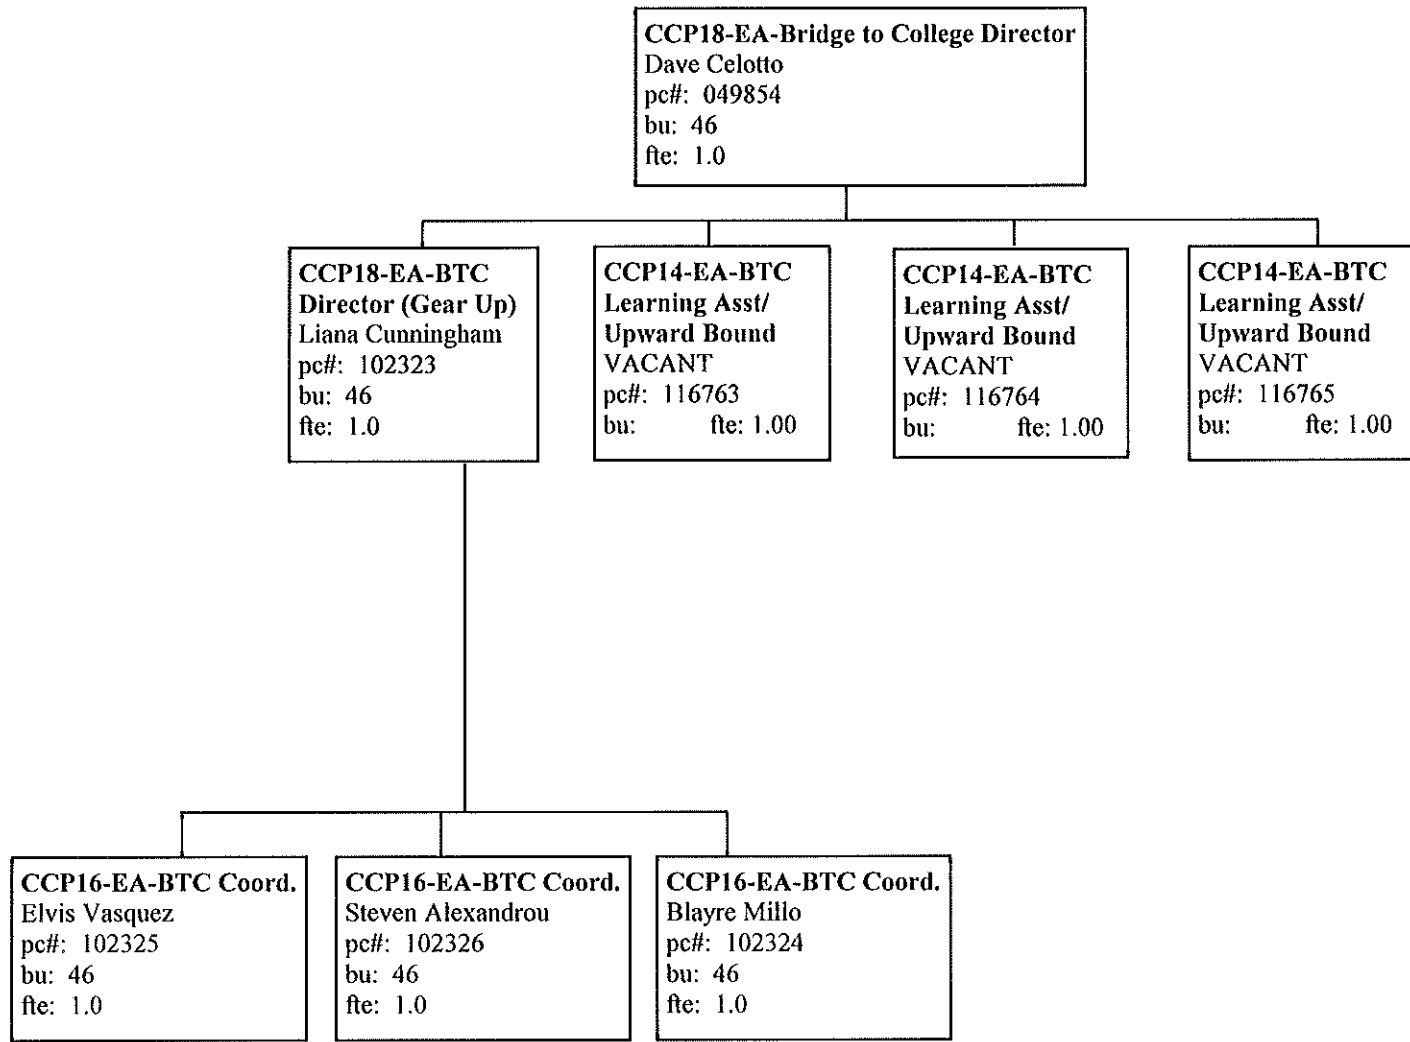 CCP18-EA-Bridge to College Director
Dave Celotto
pc#: 049854
bu: 46
fte: 1.0
CCP18-EA-BTC
Director (Gear Up)
Liana Cunningham
pc#: 102323
bu: 46
fte: 1.0
CCP14-EA-BTC
Learning Asst/
Upward Bound
VACANT
pc#: 116763
bu: fte: 1.00
CCP14-EA-BTC
Learning Asst/
Upward Bound
VACANT
pc#: 116764
bu: fte: 1.00
CCP14-EA-BTC
Learning Asst/
Upward Bound
VACANT
pc#: 116765
bu: fte: 1.00
CCP16-EA-BTC Coord.
Elvis Vasquez
pc#: 102325
bu: 46
fte: 1.0
CCP16-EA-BTC Coord.
Steven Alexandrou
pc#: 102326
bu: 46
fte: 1.0
CCP16-EA-BTC Coord.
Blayre Millo
pc#: 102324
bu: 46
fte: 1.0